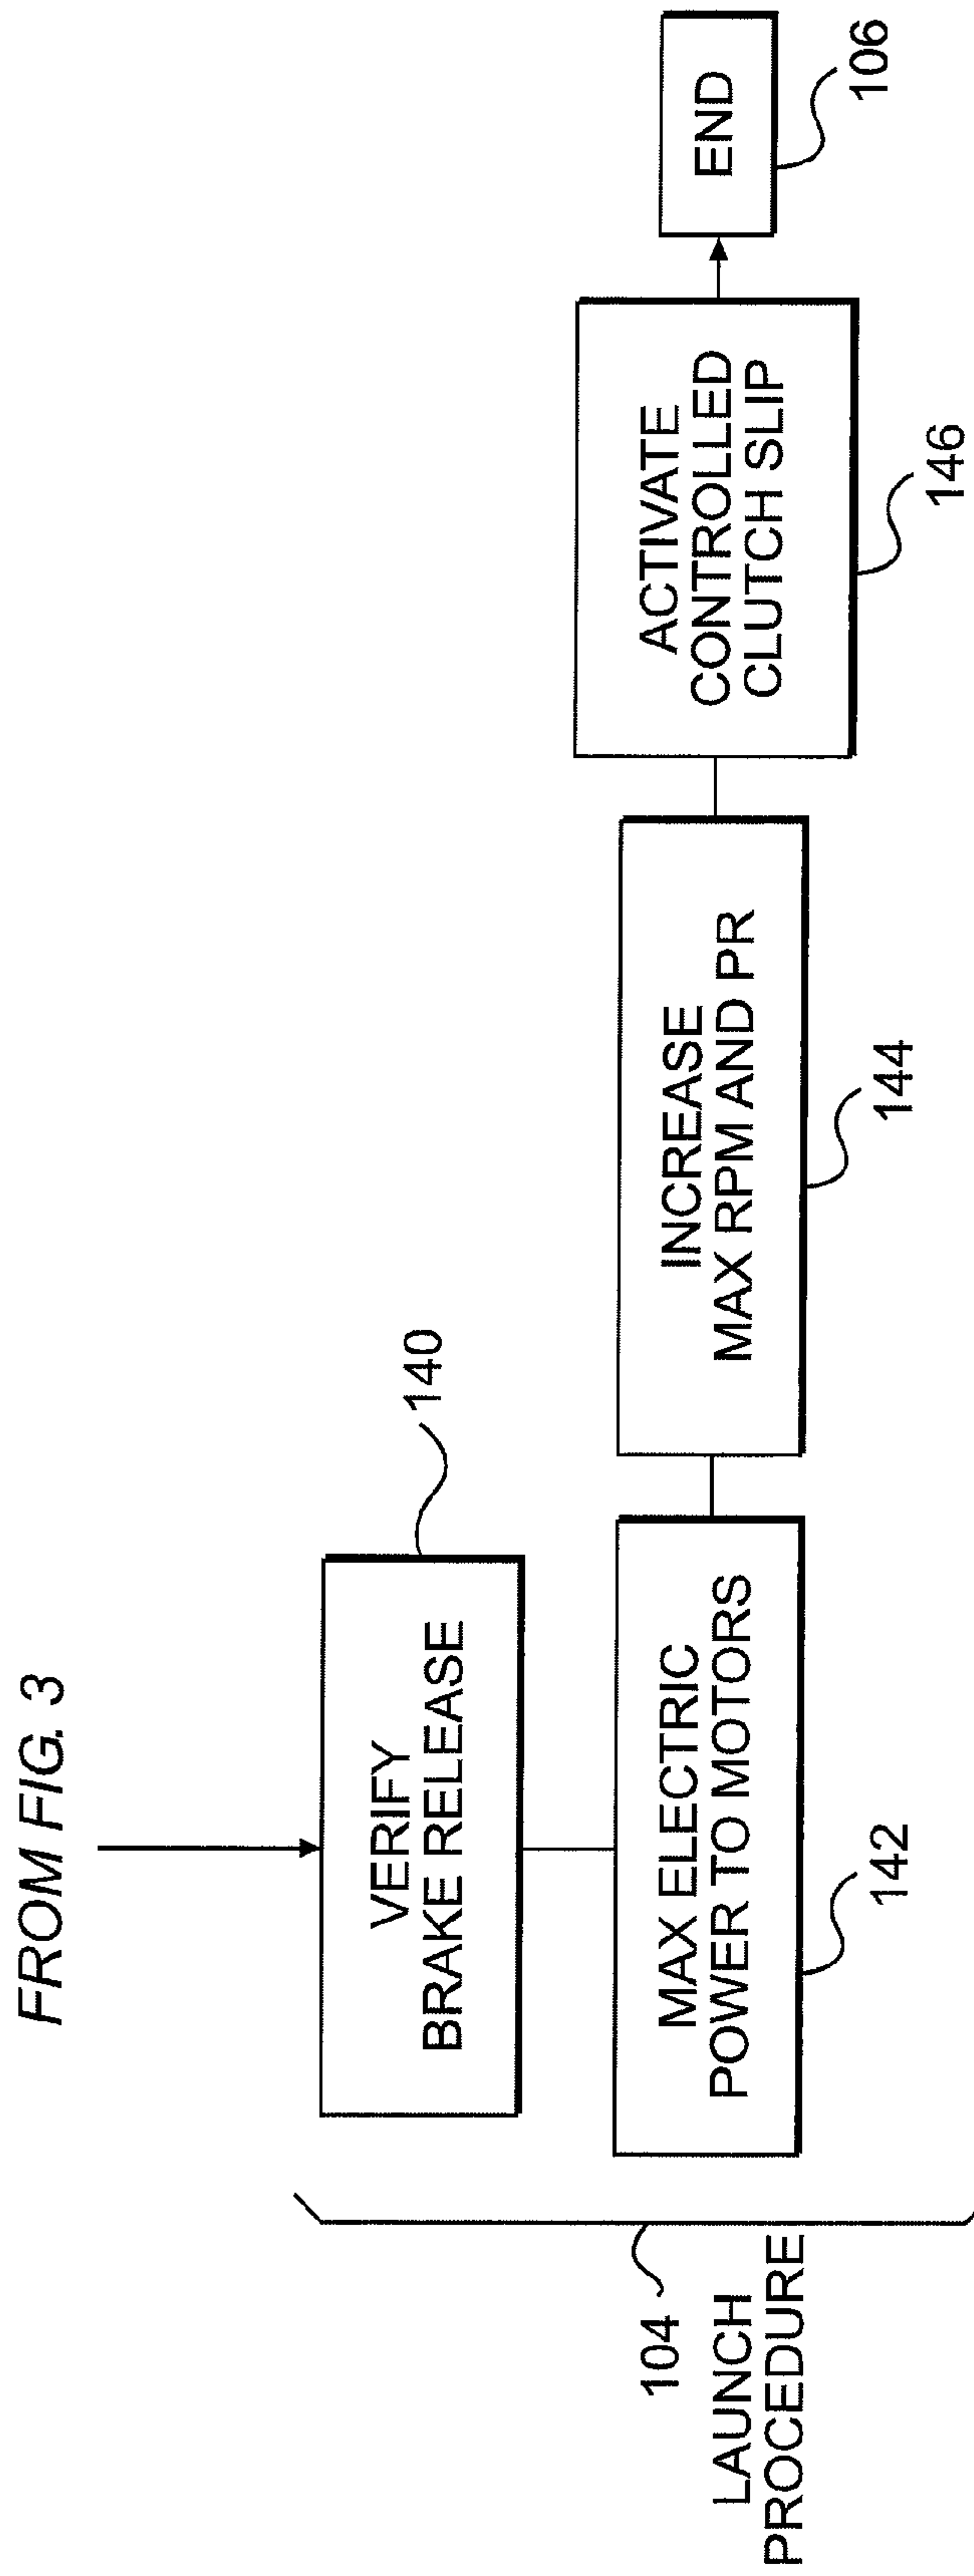 FROM FIG. 3
VERIFY
BRAKE RELEASE
140
104
LAUNCH
PROCEDURE
MAX ELECTRIC
POWER TO MOTORS
142
INCREASE
MAX RPM AND PR
144
ACTIVATE
CONTROLLED
CLUTCH SLIP
146
END
106